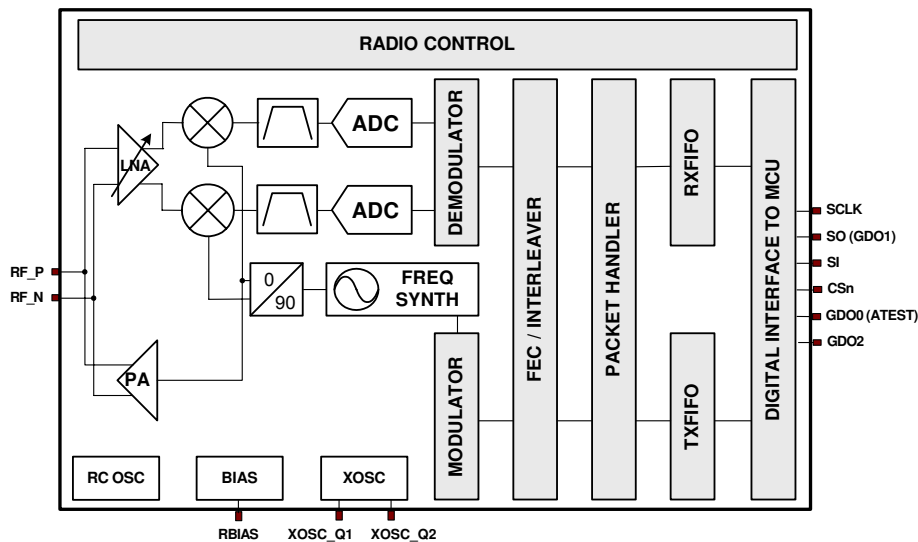 RADIO CONTROL
LNA
ADC
ADC
DEMODULATOR
FEC / INTERLEAVER
PACKET HANDLER
RXFIFO
DIGITAL INTERFACE TO MCU
SCLK
SO (GDO1)
SI
CSn
GDO0 (ATEST)
GDO2
RF_P
RF_N
0
90
FREQ
SYNTH
PA
MODULATOR
TXFIFO
RC OSC
BIAS
XOSC
RBIAS
XOSC_Q1
XOSC_Q2